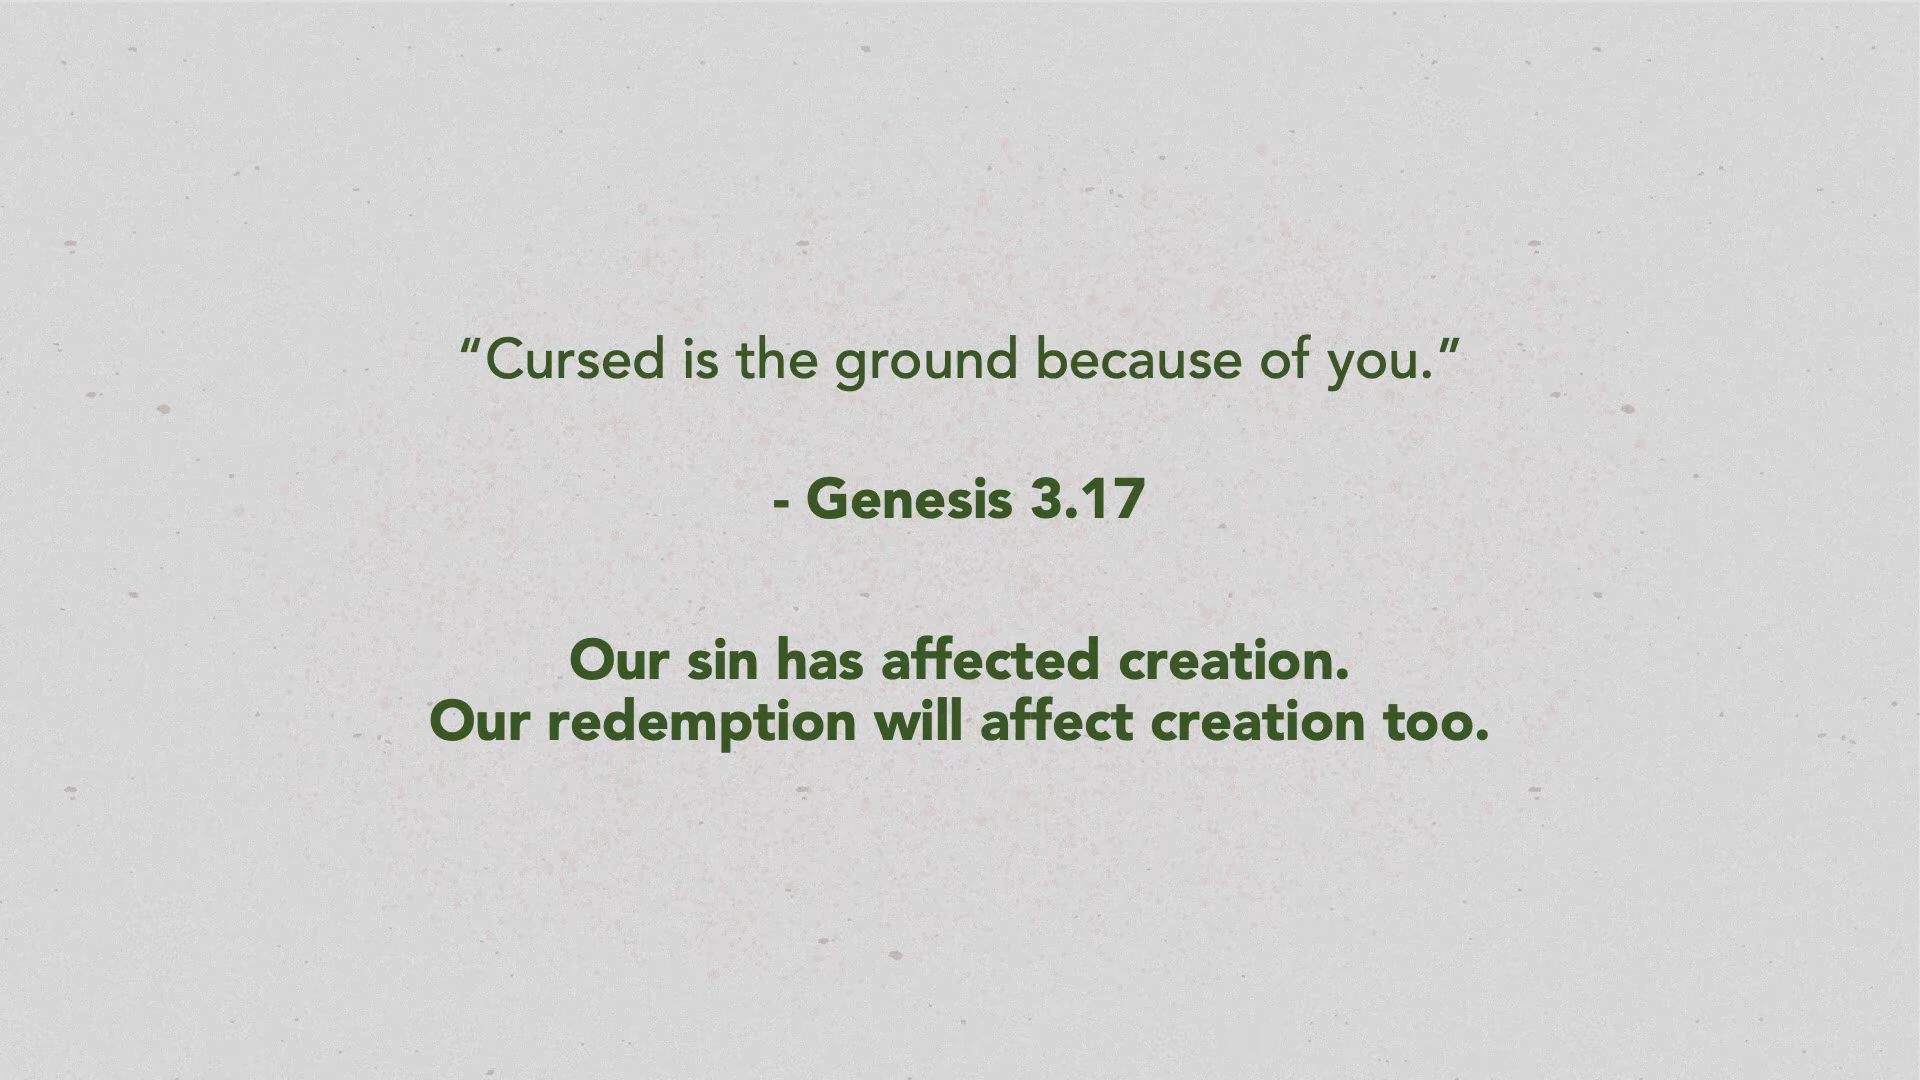 “Cursed is the ground because of you.”
- Genesis 3.17
Our sin has affected creation.
Our redemption will affect creation too.